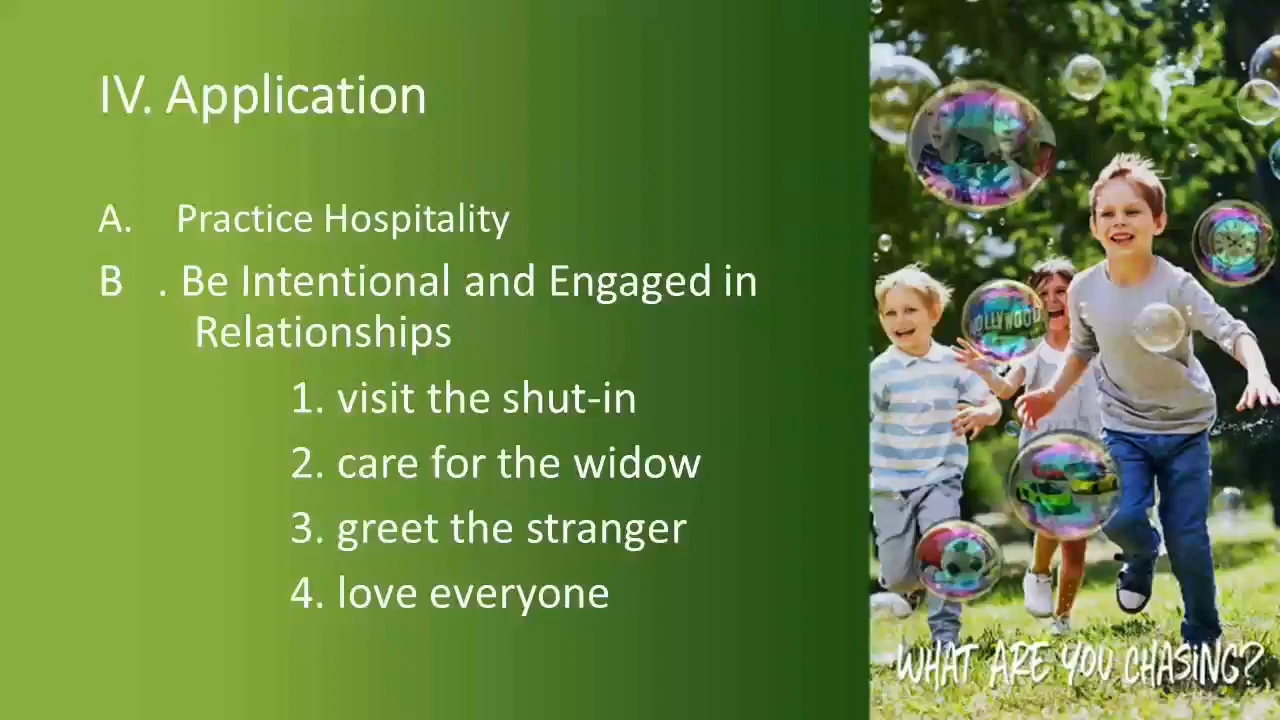 IV. Application
A. Practice Hospitality
B . Be Intentional and Engaged in
Relationships
1. visit the shut-in
2. care for the widow
3. greet the stranger
4. love everyone
HOLLYWOOD
WHAT ARE YOU CHASING?